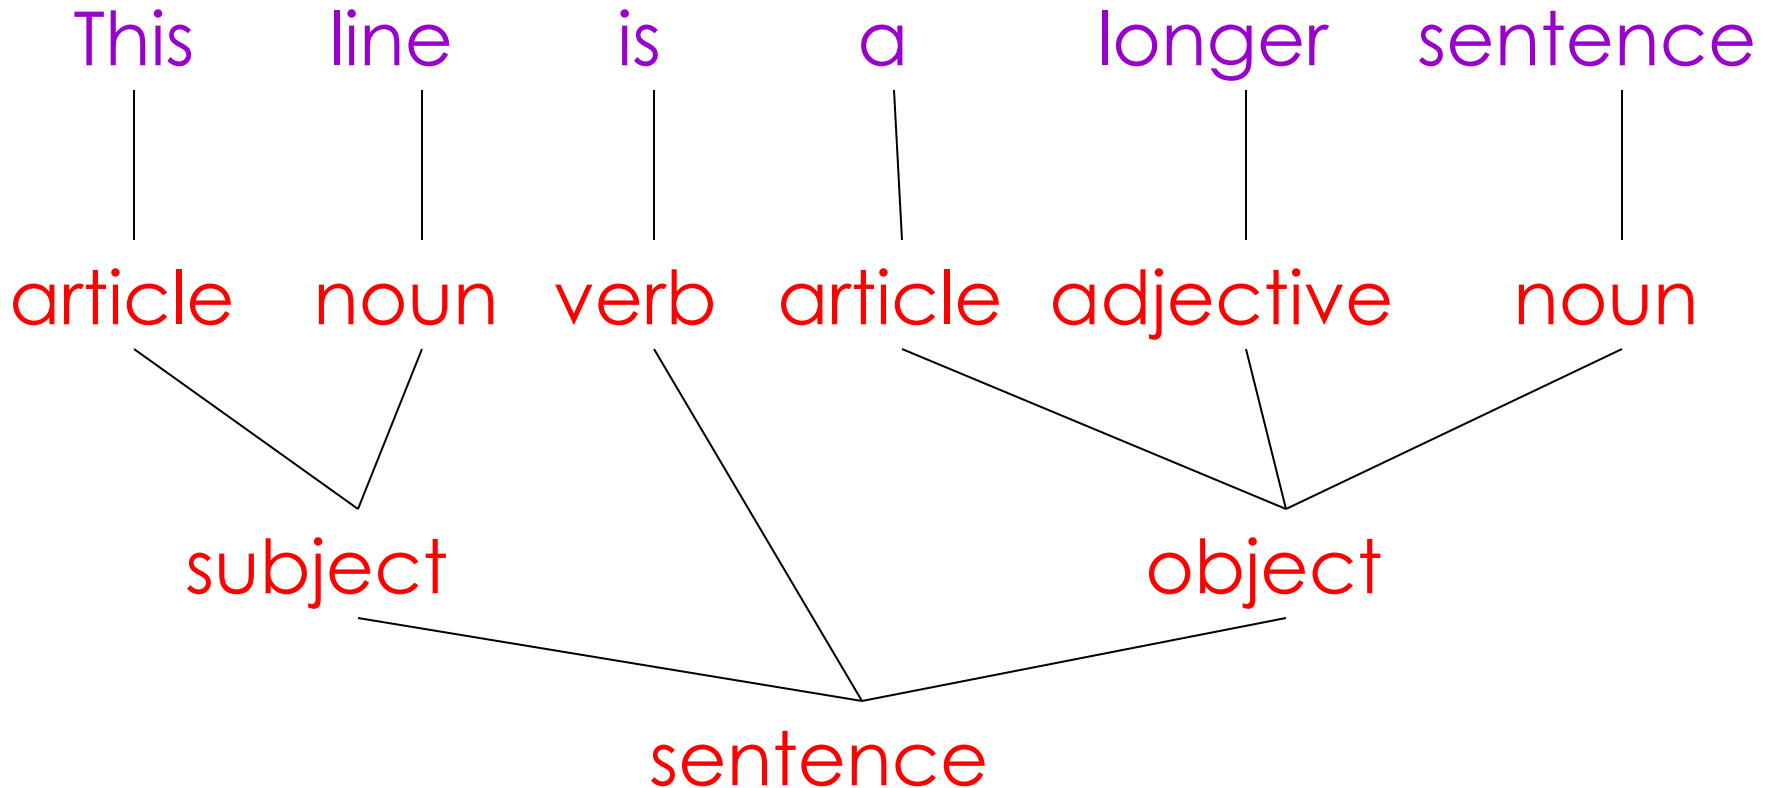 This line is a longer sentence
article noun verb article adjective noun
subject object
sentence